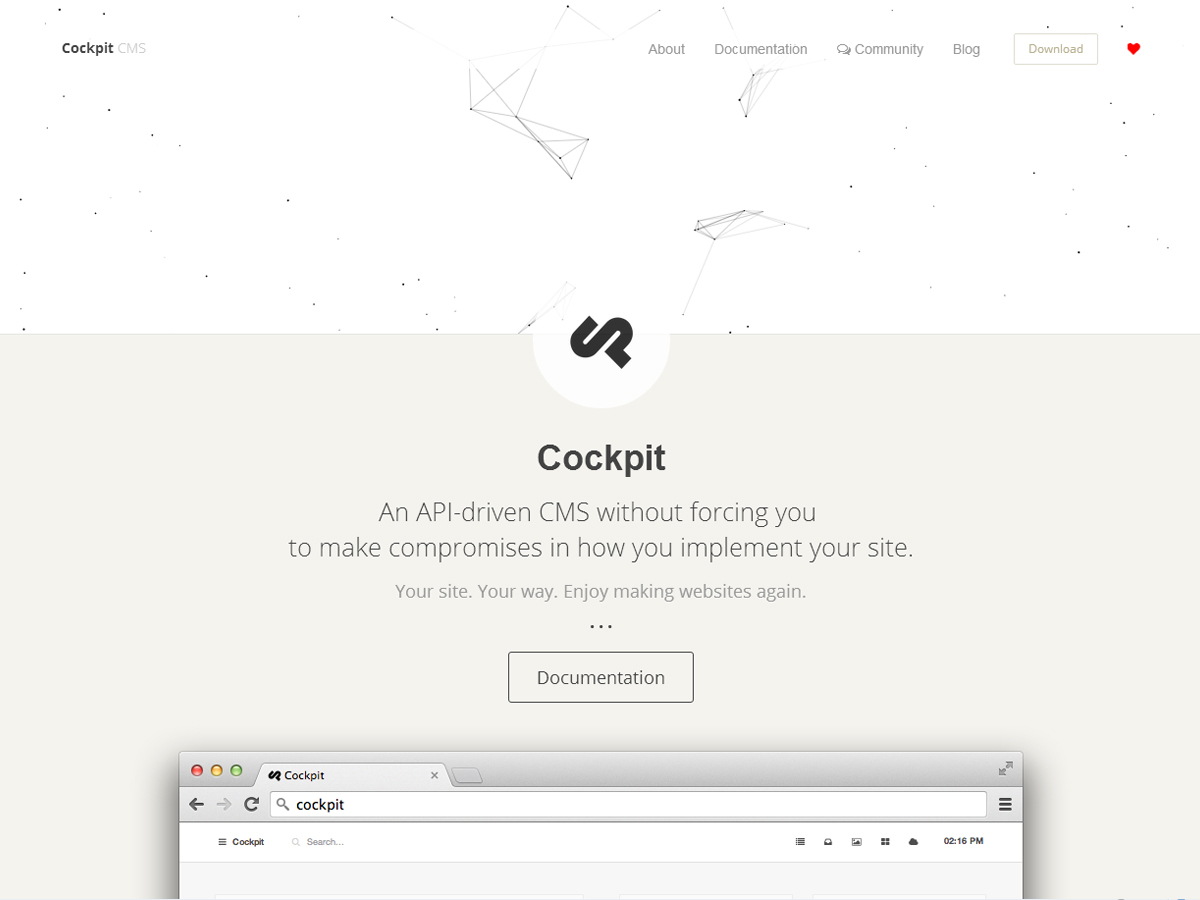 Cockpit CMS
About Documentation Community Blog Download
Cockpit
An API-driven CMS without forcing you
to make compromises in how you implement your site.
Your site. Your way. Enjoy making websites again.
...
Documentation
Cockpit
cockpit
Cockpit Search... 02:16 PM